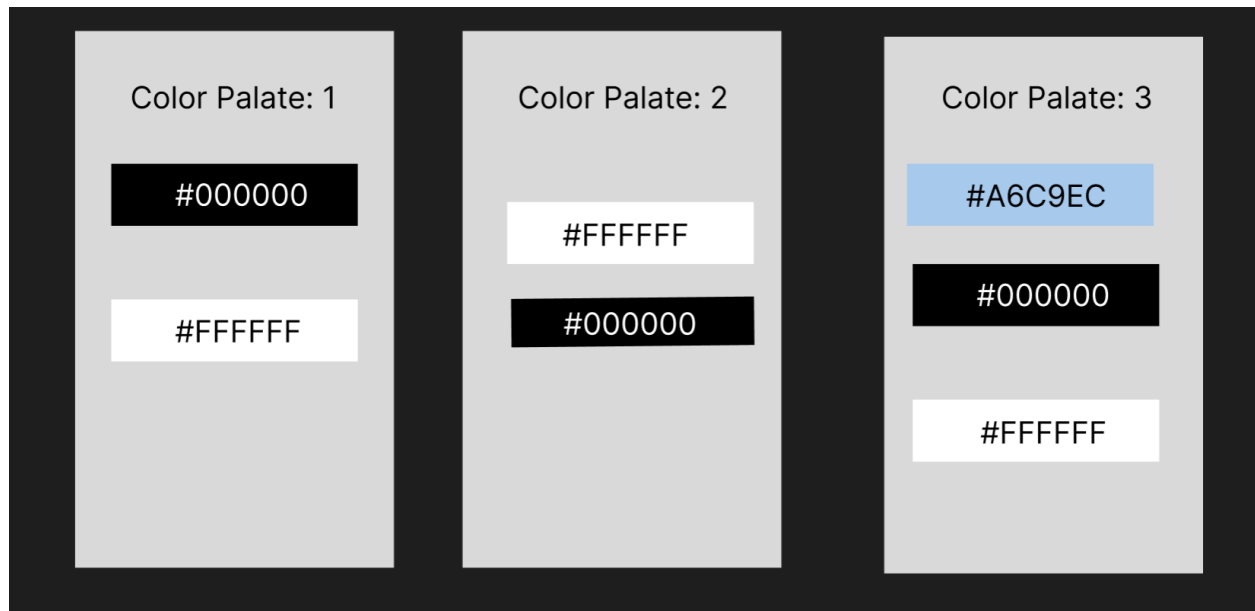 Color Palate: 1
#000000
#FFFFFF
Color Palate: 2
#FFFFFF
#000000
Color Palate: 3
#A6C9EC
#000000
#FFFFFF